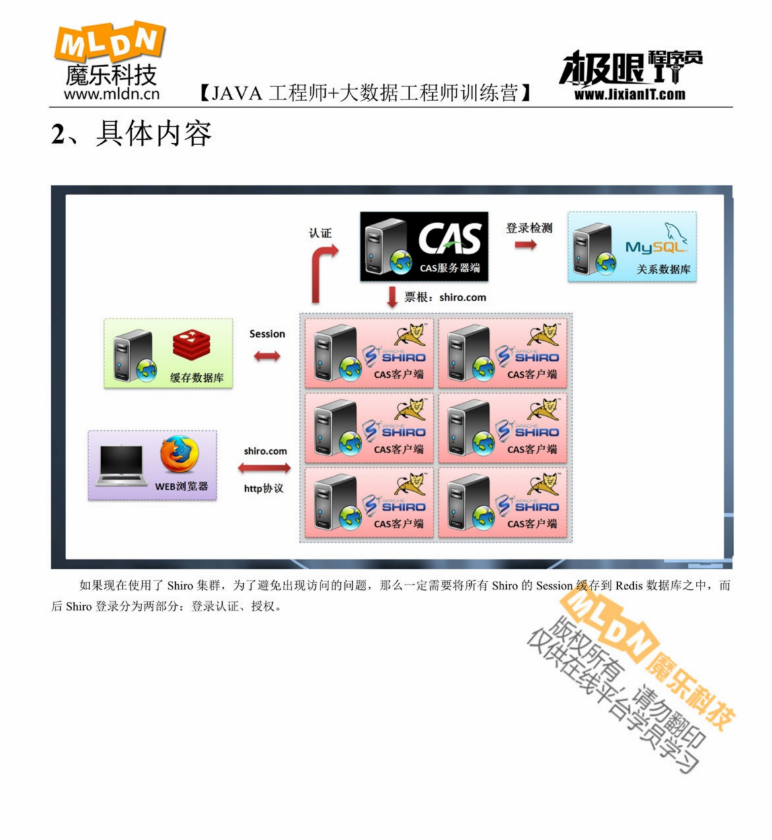 MLDN
魔乐科技
www.mldn.cn
【JAVA 工程师+大数据工程师训练营】
极限IT程序员
www.JixianIT.com
2、具体内容
认证
CAS
CAS服务器端
登录检测
MySQL
关系数据库
票根：shiro.com
缓存数据库
Session
SHIRO
CAS客户端
SHIRO
CAS客户端
SHIRO
CAS客户端
SHIRO
CAS客户端
WEB浏览器
shiro.com
http协议
SHIRO
CAS客户端
SHIRO
CAS客户端
如果现在使用了 Shiro 集群，为了避免出现访问的问题，那么一定需要将所有 Shiro 的 Session 缓存到 Redis 数据库之中，而
后 Shiro 登录分为两部分：登录认证、授权。
MLDN 魔乐科技
版权所有，请勿翻印
仅供在线平台学员学习